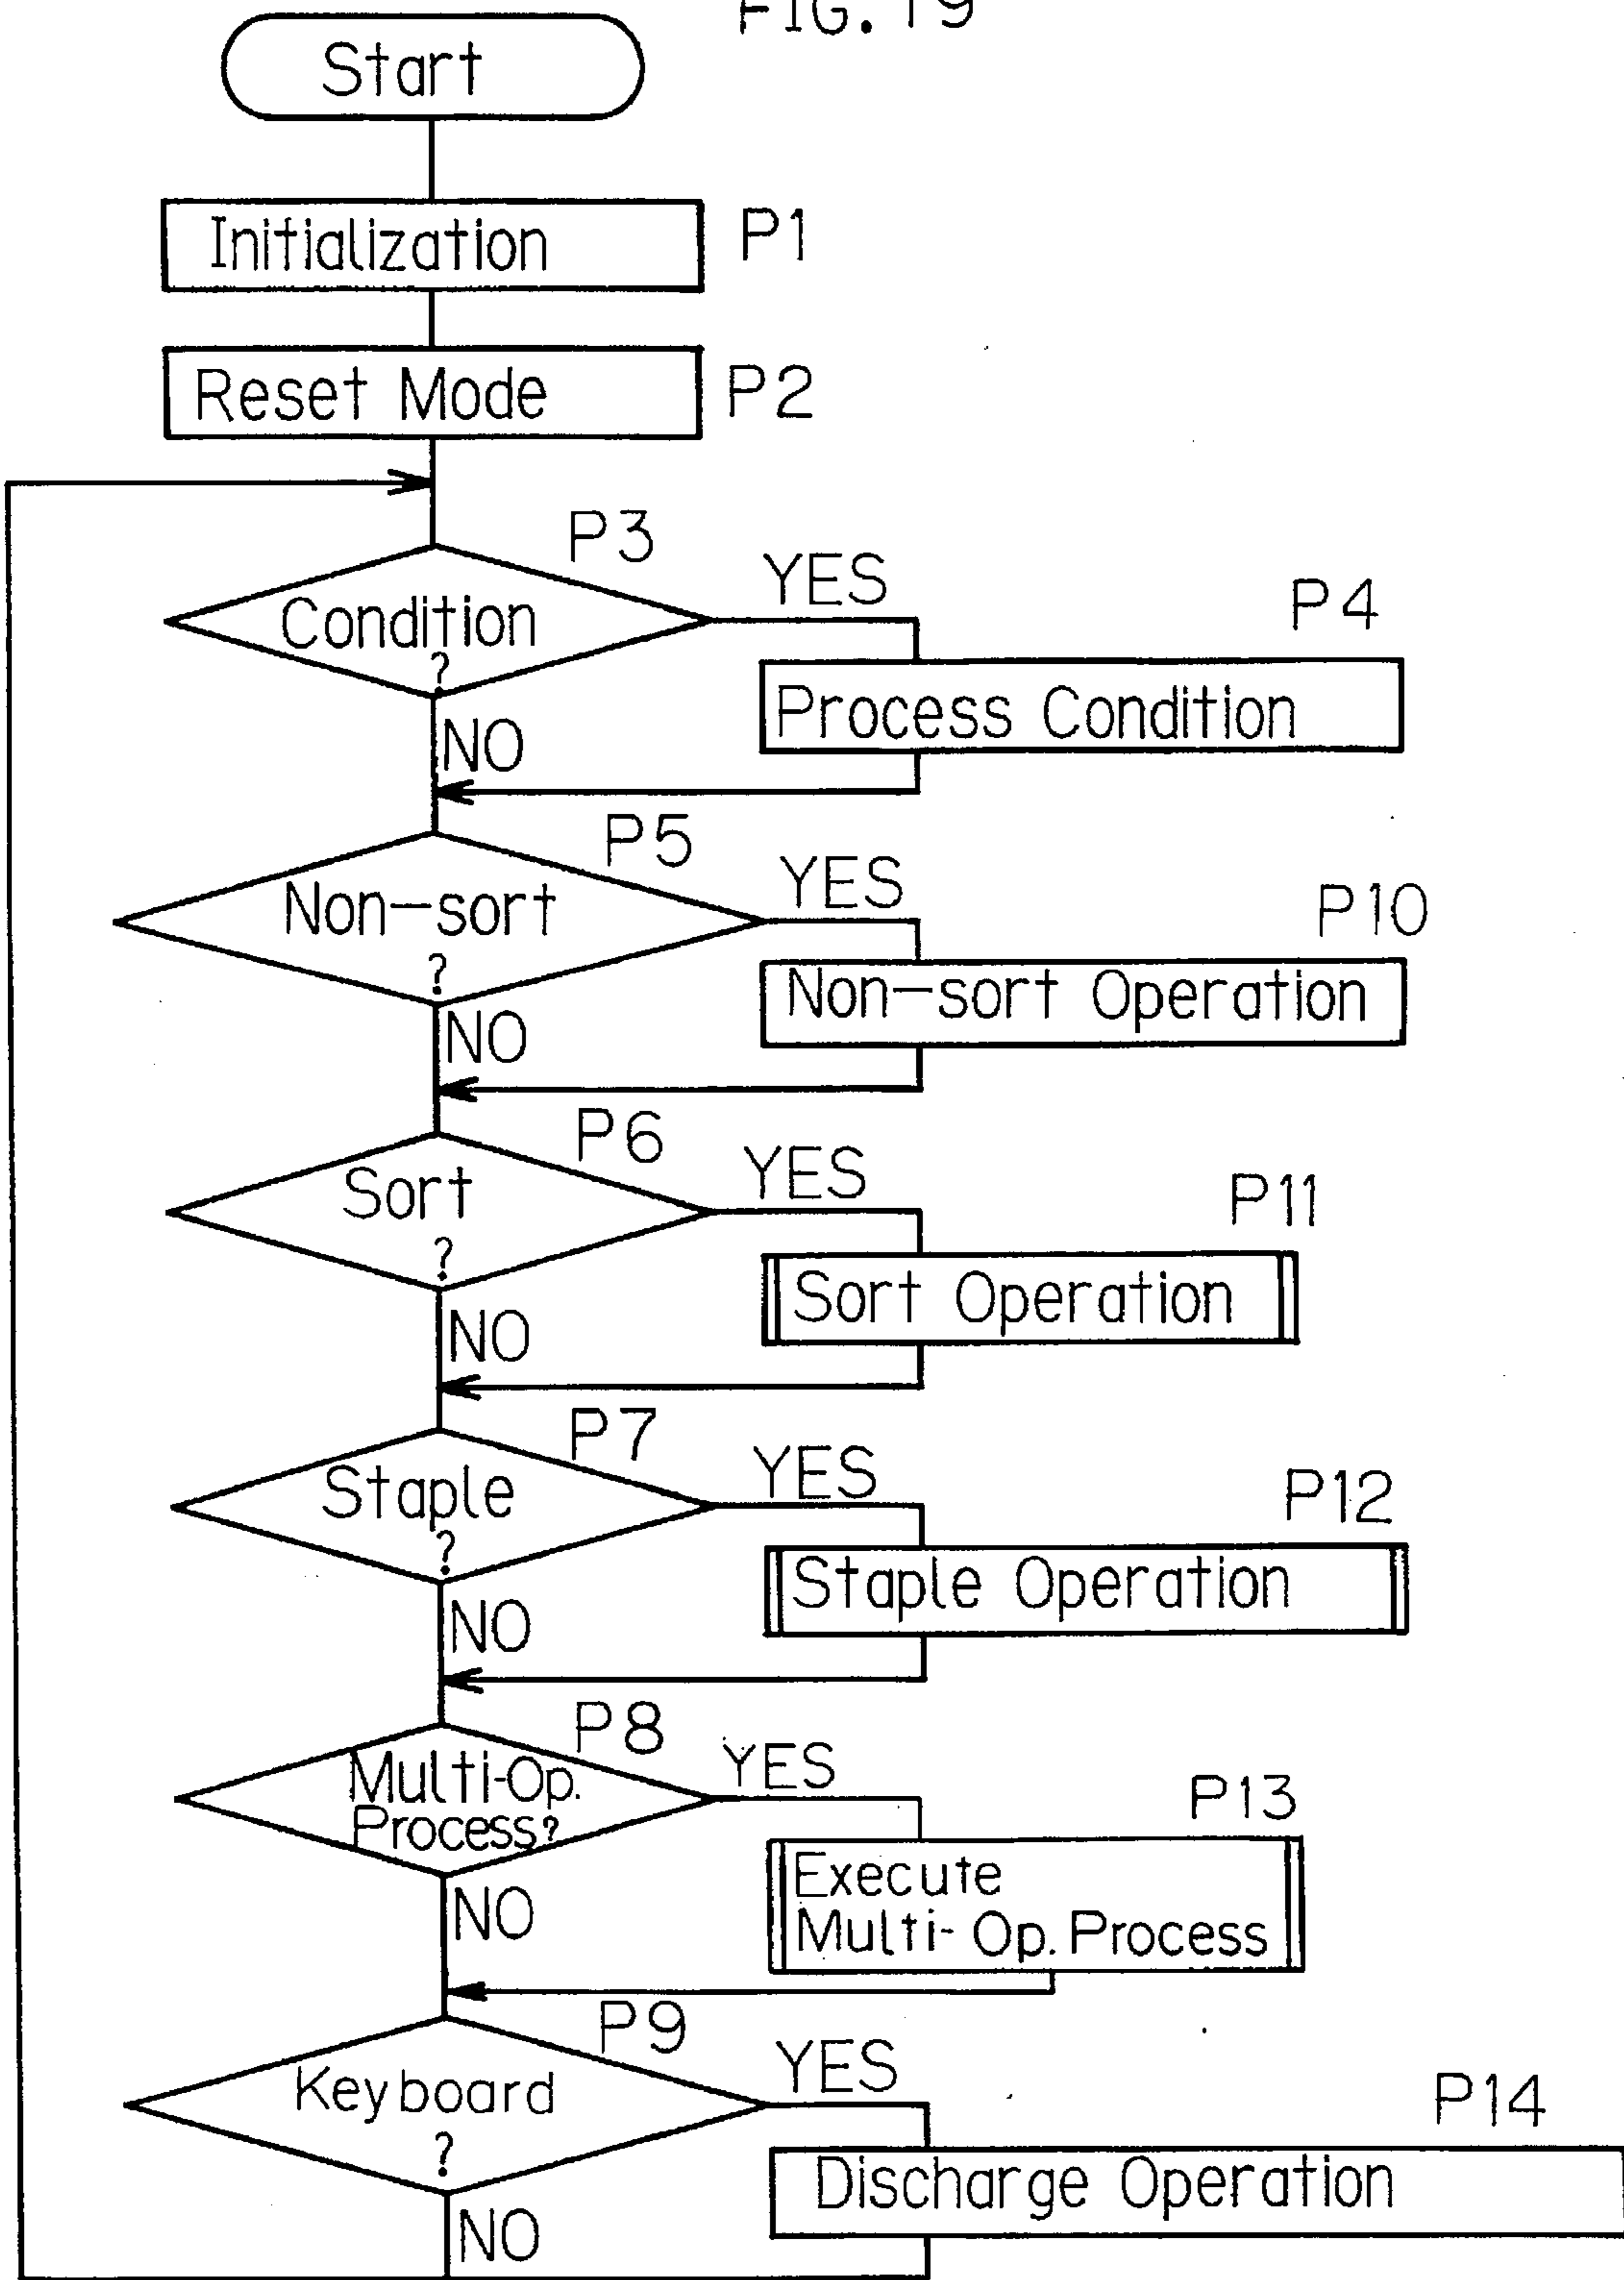 FIG. 19
Start
Initialization P1
Reset Mode P2
P3
Condition
?
YES
P4
Process Condition
NO
P5
Non-sort
?
YES
P10
Non-sort Operation
NO
P6
Sort
?
YES
P11
Sort Operation
NO
P7
Staple
?
YES
P12
Staple Operation
NO
P8
Multi-Op.
Process?
YES
P13
Execute
Multi-Op. Process
NO
P9
Keyboard
?
YES
P14
Discharge Operation
NO